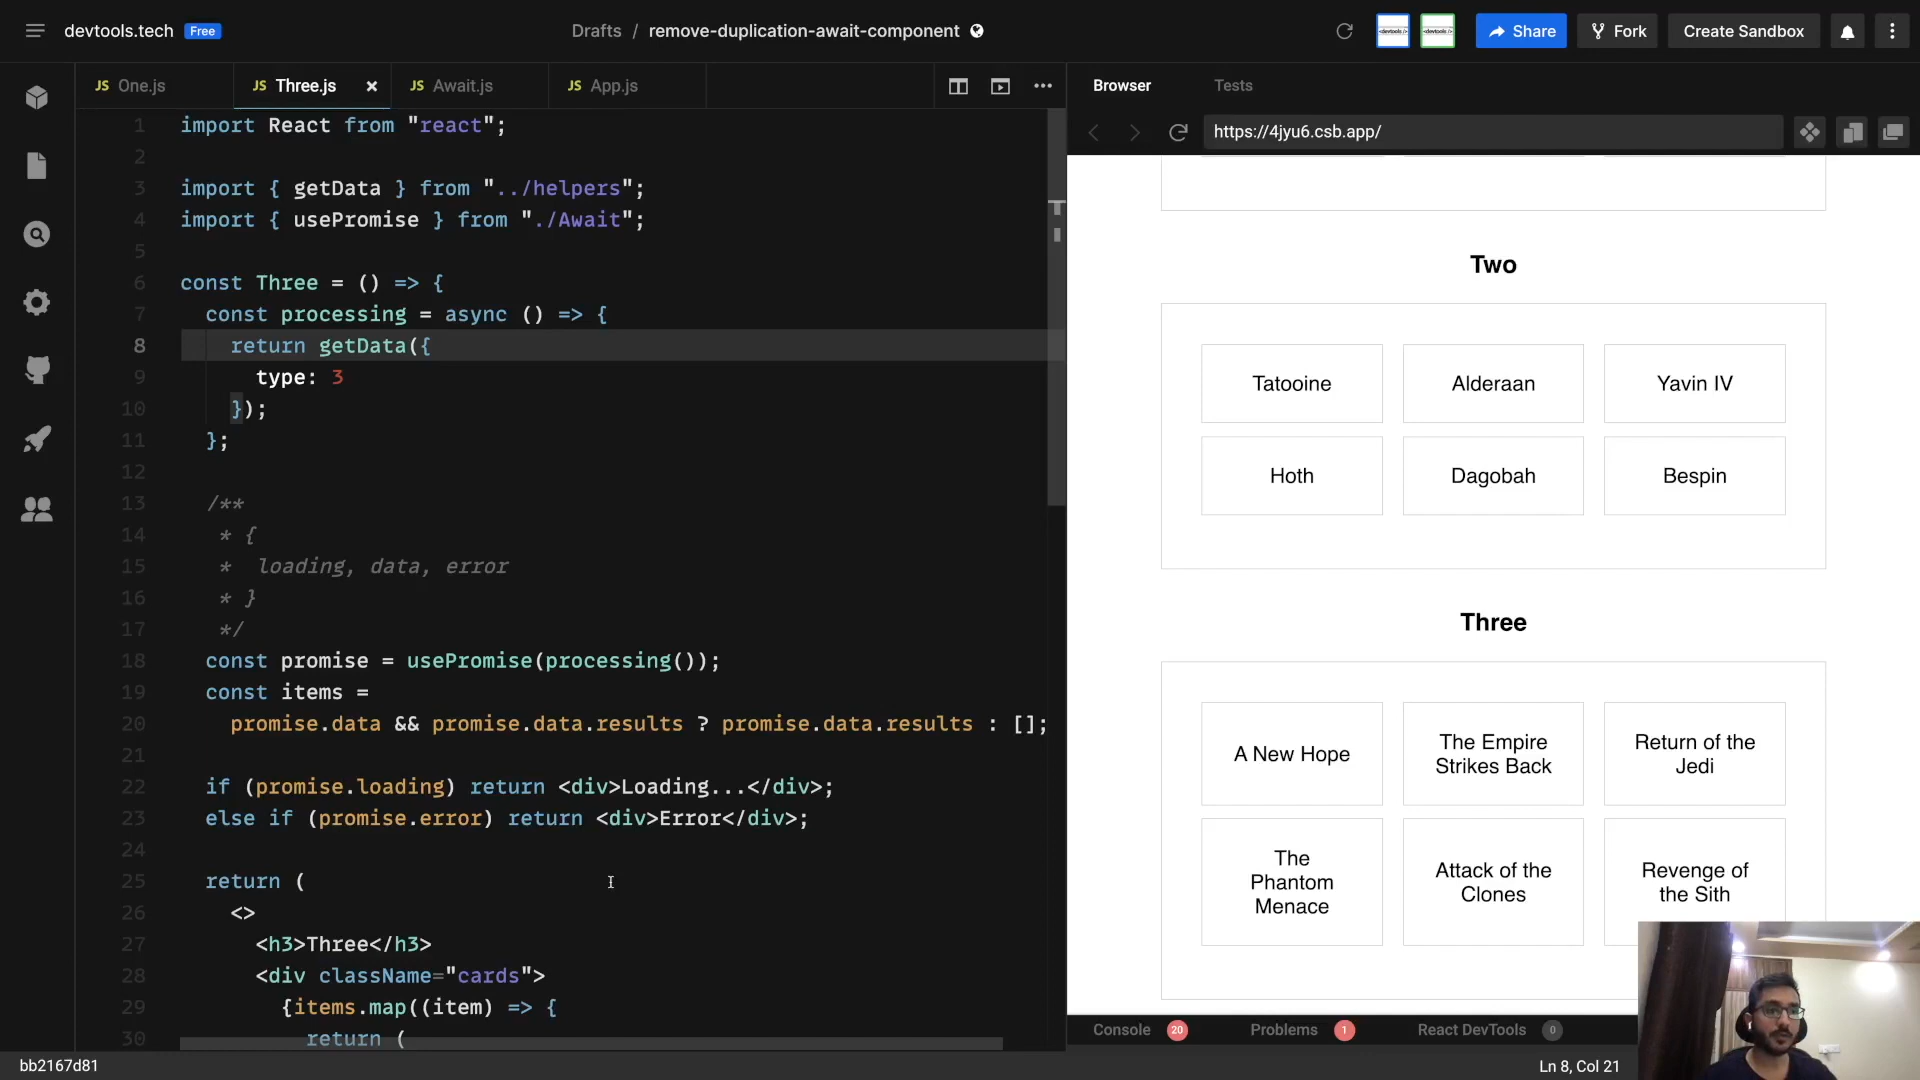 devtools.tech Free
Drafts / remove-duplication-await-component
Share
Fork
Create Sandbox
JS One.js
JS Three.js
JS Await.js
JS App.js
1 import React from "react";
2
3 import { getData } from "../helpers";
4 import { usePromise } from "./Await";
5
6 const Three = () => {
7 const processing = async () => {
8 return getData({
9 type: 3
10 });
11 };
12
13 /**
14 * {
15 * loading, data, error
16 * }
17 */
18 const promise = usePromise(processing());
19 const items =
20 promise.data && promise.data.results ? promise.data.results : [];
21
22 if (promise.loading) return <div>Loading...</div>;
23 else if (promise.error) return <div>Error</div>;
24
25 return (
26 <>
27 <h3>Three</h3>
28 <div className="cards">
29 {items.map((item) => {
30 return (
Browser
Tests
https://4jyu6.csb.app/
Two
Tatooine
Alderaan
Yavin IV
Hoth
Dagobah
Bespin
Three
A New Hope
The Empire
Strikes Back
Return of the
Jedi
The
Phantom
Menace
Attack of the
Clones
Revenge of
the Sith
Console 20
Problems 1
React DevTools 0
bb2167d81
Ln 8, Col 21